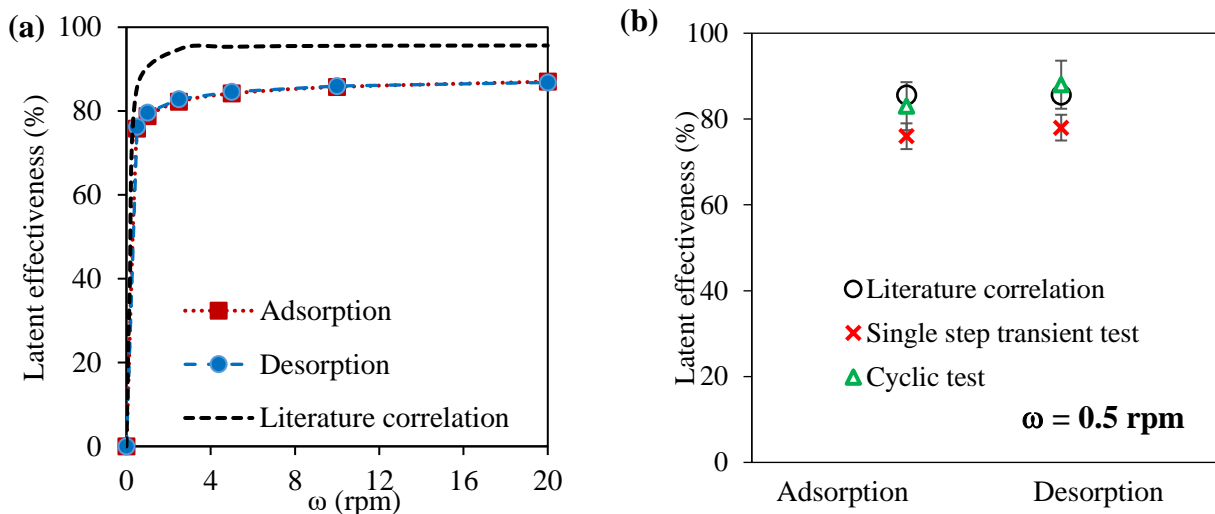 (a)
100
80
60
40
20
0
Latent effectiveness (%)
Adsorption
Desorption
Literature correlation
0 4 8 12 16 20
ω (rpm)
(b)
100
80
60
40
20
0
Latent effectiveness (%)
Literature correlation
Single step transient test
Cyclic test
ω = 0.5 rpm
Adsorption Desorption